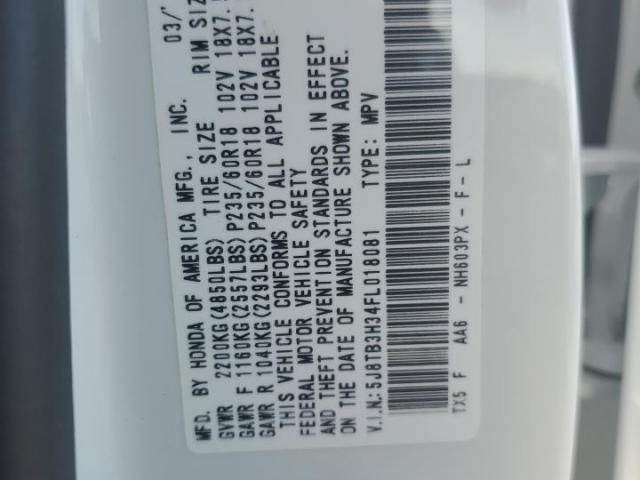 MFD. BY HONDA OF AMERICA MFG., INC. 03/
GVWR 2200KG(4850LBS) TIRE SIZE RIM SIZ
GAWR F 1160KG(2557LBS)P235/60R18 102V 18X7.
GAWR R 1041KG(2293LBS)P235/60R18 102V 18X7.
THIS VEHICLE CONFORMS TO ALL APPLICABLE
FEDERAL MOTOR VEHICLE SAFETY
AND THEFT PREVENTION STANDARDS IN EFFECT
ON THE DATE OF MANUFACTURE SHOWN ABOVE.
V.I.N.:5J8TB3H34FL018081 TYPE: MPV
TX5 F AA6 - NH603PX - F - L